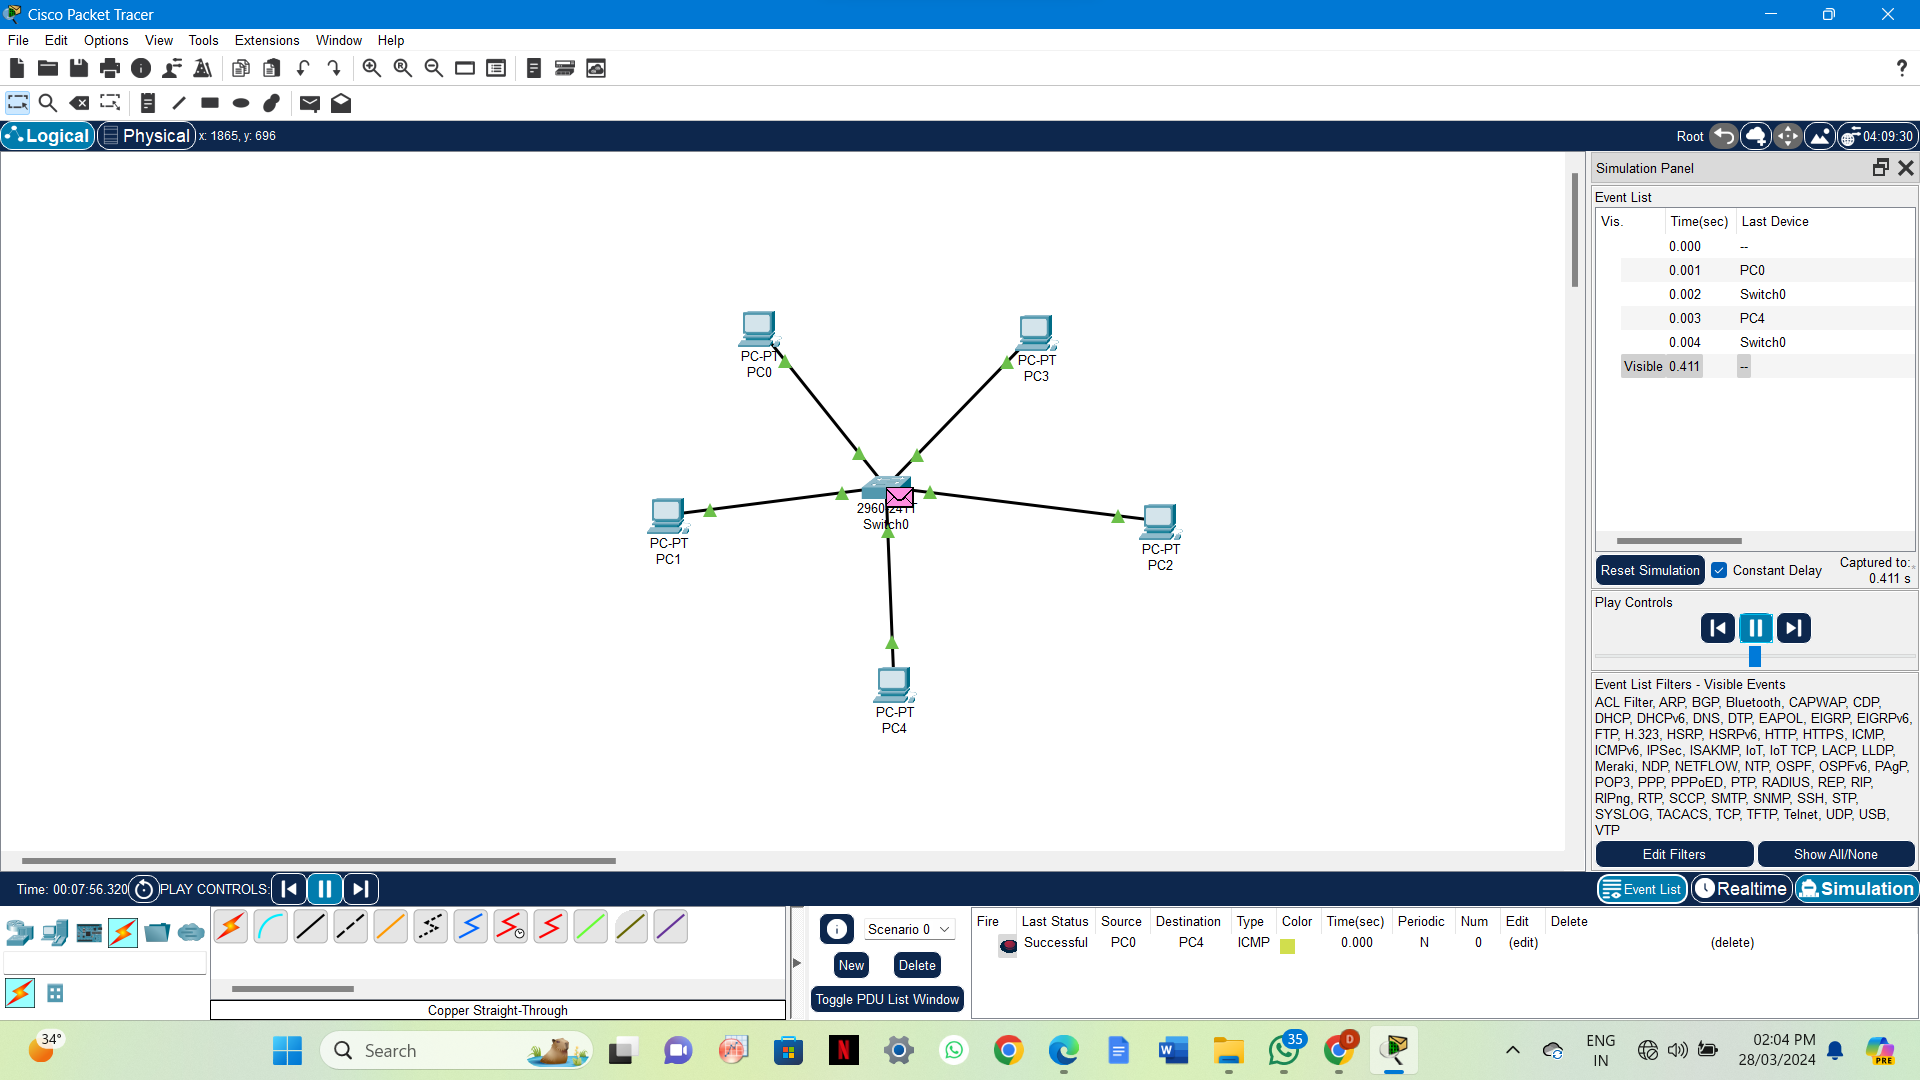 Cisco Packet Tracer
File Edit Options View Tools Extensions Window Help
?
Logical Physical x: 1865, y: 696 Root 04:09:30
Simulation Panel
Event List
Vis. Time(sec) Last Device
0.000 --
0.001 PC0
0.002 Switch0
0.003 PC4
0.004 Switch0
Visible 0.411 --
Reset Simulation Constant Delay Captured to:
0.411 s
Play Controls
Event List Filters - Visible Events
ACL Filter, ARP, BGP, Bluetooth, CAPWAP, CDP,
DHCP, DHCPv6, DNS, DTP, EAPOL, EIGRP, EIGRPv6,
FTP, H.323, HSRP, HSRPv6, HTTP, HTTPS, ICMP,
ICMPv6, IPSec, ISAKMP, IoT, IoT TCP, LACP, LLDP,
Meraki, NDP, NETFLOW, NTP, OSPF, OSPFv6, PAgP,
POP3, PPP, PPPoED, PTP, RADIUS, REP, RIP,
RIPng, RTP, SCCP, SMTP, SNMP, SSH, STP,
SYSLOG, TACACS, TCP, TFTP, Telnet, UDP, USB,
VTP
Edit Filters Show All/None
PC-PT
PC0
PC-PT
PC3
2960-24TT
Switch0
PC-PT
PC1
PC-PT
PC2
PC-PT
PC4
Time: 00:07:56.320 PLAY CONTROLS: Event List Realtime Simulation
Scenario 0
New Delete
Toggle PDU List Window
Fire Last Status Source Destination Type Color Time(sec) Periodic Num Edit Delete
Successful PC0 PC4 ICMP 0.000 N 0 (edit) (delete)
Copper Straight-Through
34° Search 35 D ENG
IN
02:04 PM
28/03/2024
PRE